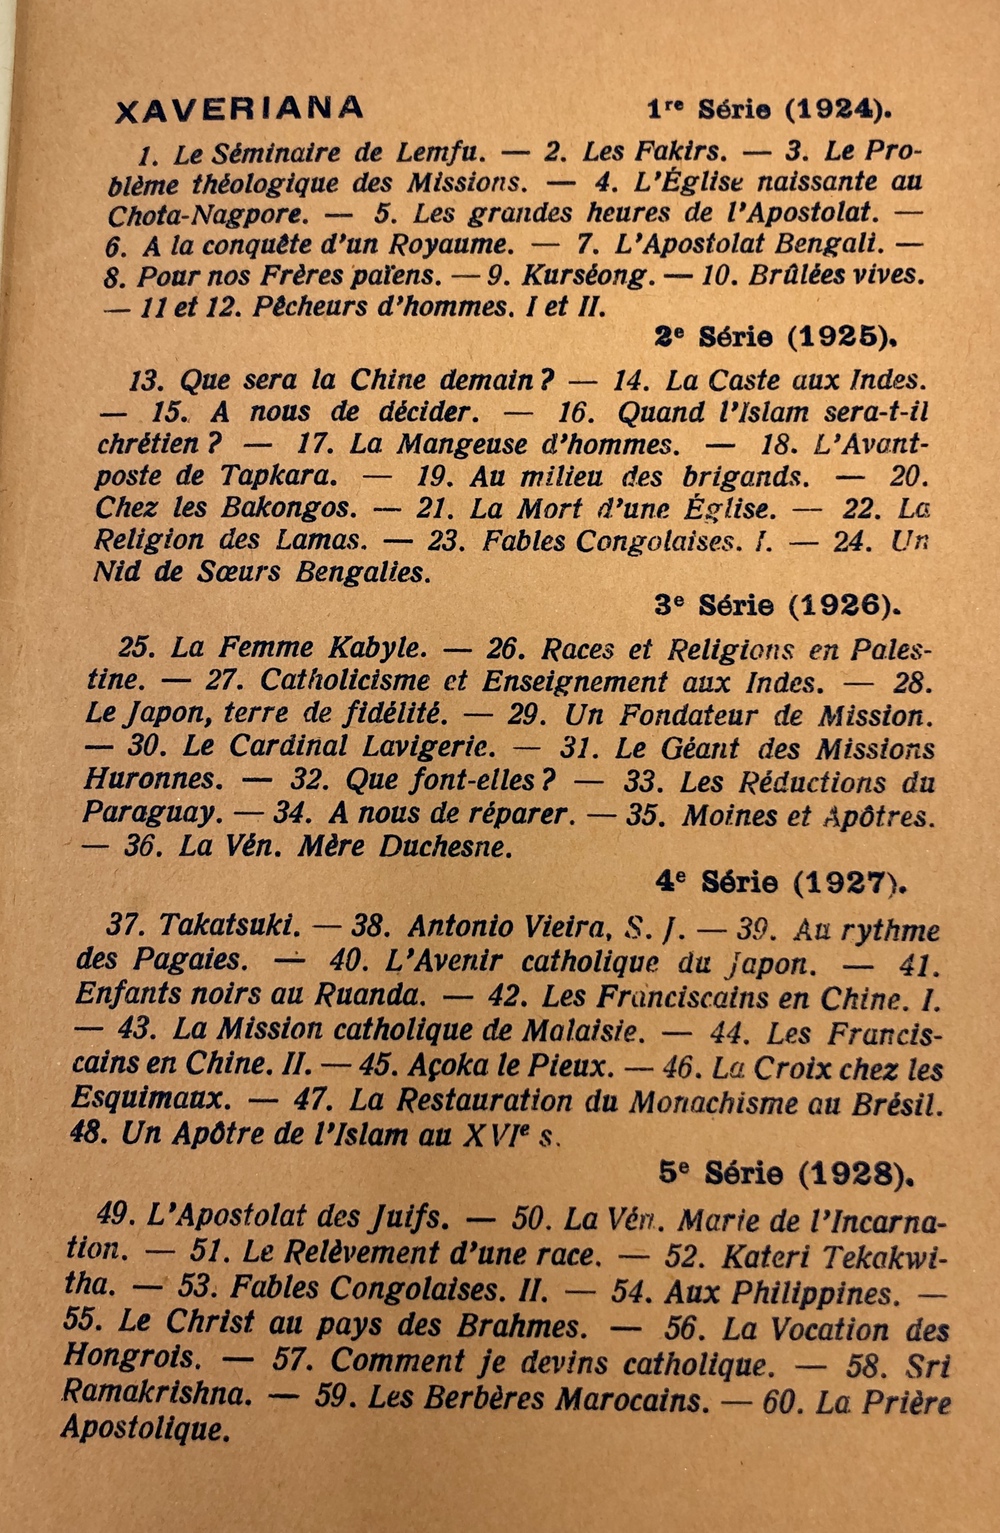 XAVERIANA 1re Série (1924).
1. Le Séminaire de Lemfu. — 2. Les Fakirs. — 3. Le Pro-
blème théologique des Missions. — 4. L'Église naissante au
Chota-Nagpore. — 5. Les grandes heures de l'Apostolat. —
6. A la conquête d'un Royaume. — 7. L'Apostolat Bengali. —
8. Pour nos Frères païens. — 9. Kurséong. — 10. Brûlées vives.
— 11 et 12. Pêcheurs d'hommes. I et II.
2e Série (1925).
13. Que sera la Chine demain ? — 14. La Caste aux Indes.
— 15. A nous de décider. — 16. Quand l'Islam sera-t-il
chrétien ? — 17. La Mangeuse d'hommes. — 18. L'Avant-
poste de Tapkara. — 19. Au milieu des brigands. — 20.
Chez les Bakongos. — 21. La Mort d'une Église. — 22. La
Religion des Lamas. — 23. Fables Congolaises. I. — 24. Un
Nid de Sœurs Bengalies.
3e Série (1926).
25. La Femme Kabyle. — 26. Races et Religions en Pales-
tine. — 27. Catholicisme et Enseignement aux Indes. — 28.
Le Japon, terre de fidélité. — 29. Un Fondateur de Mission.
— 30. Le Cardinal Lavigerie. — 31. Le Géant des Missions
Huronnes. — 32. Que font-elles ? — 33. Les Réductions du
Paraguay. — 34. A nous de réparer. — 35. Moines et Apôtres.
— 36. La Vén. Mère Duchesne.
4e Série (1927).
37. Takatsuki. — 38. Antonio Vieira, S. J. — 39. Au rythme
des Pagaies. — 40. L'Avenir catholique du Japon. — 41.
Enfants noirs au Ruanda. — 42. Les Franciscains en Chine. I.
— 43. La Mission catholique de Malaisie. — 44. Les Francis-
cains en Chine. II. — 45. Açoka le Pieux. — 46. La Croix chez les
Esquimaux. — 47. La Restauration du Monachisme au Brésil.
48. Un Apôtre de l'Islam au XVIe s.
5e Série (1928).
49. L'Apostolat des Juifs. — 50. La Vén. Marie de l'Incarna-
tion. — 51. Le Relèvement d'une race. — 52. Kateri Tekakwi-
tha. — 53. Fables Congolaises. II. — 54. Aux Philippines. —
55. Le Christ au pays des Brahmes. — 56. La Vocation des
Hongrois. — 57. Comment je devins catholique. — 58. Sri
Ramakrishna. — 59. Les Berbères Marocains. — 60. La Prière
Apostolique.